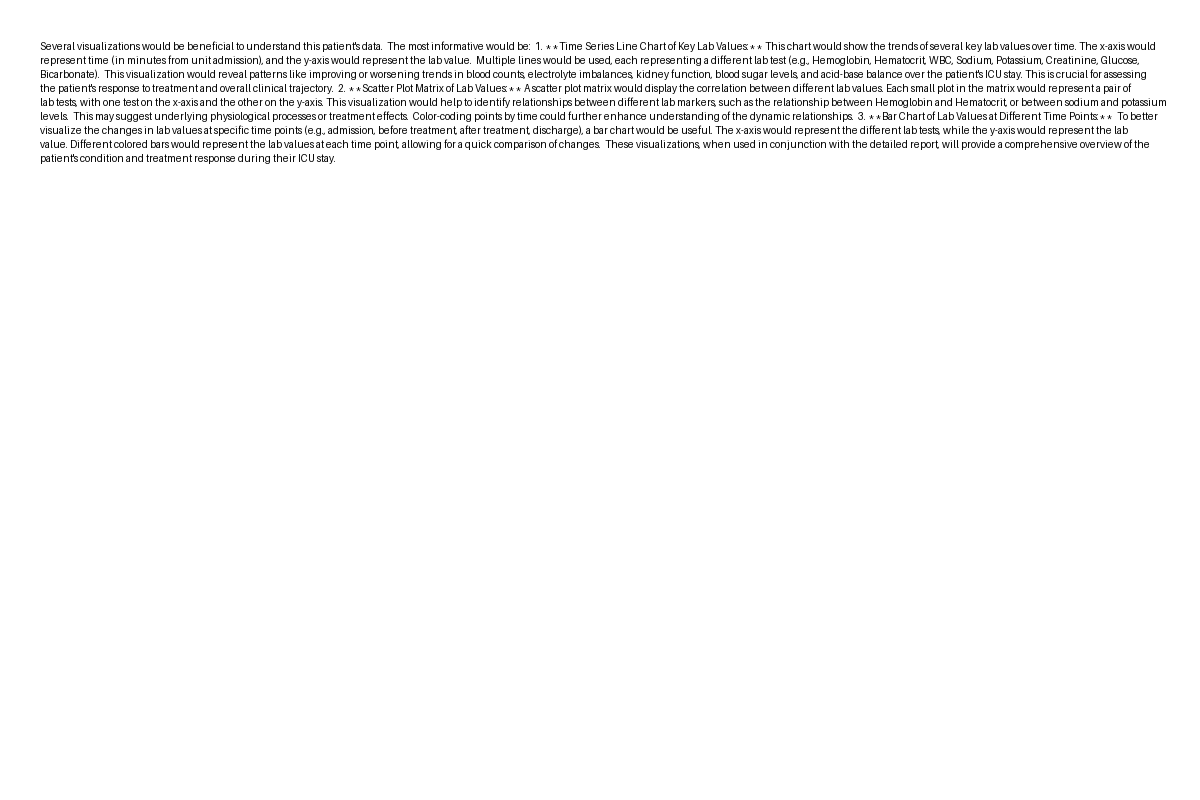 Several visualizations would be beneficial to understand this patient's data.  The most informative would be:  1. **Time Series Line Chart of Key Lab Values:** This chart would show the trends of several key lab values over time. The x-axis would
represent time (in minutes from unit admission), and the y-axis would represent the lab value.  Multiple lines would be used, each representing a different lab test (e.g., Hemoglobin, Hematocrit, WBC, Sodium, Potassium, Creatinine, Glucose,
Bicarbonate).  This visualization would reveal patterns like improving or worsening trends in blood counts, electrolyte imbalances, kidney function, blood sugar levels, and acid-base balance over the patient's ICU stay. This is crucial for assessing
the patient's response to treatment and overall clinical trajectory.  2. **Scatter Plot Matrix of Lab Values:** A scatter plot matrix would display the correlation between different lab values. Each small plot in the matrix would represent a pair of
lab tests, with one test on the x-axis and the other on the y-axis. This visualization would help to identify relationships between different lab markers, such as the relationship between Hemoglobin and Hematocrit, or between sodium and potassium
levels.  This may suggest underlying physiological processes or treatment effects.  Color-coding points by time could further enhance understanding of the dynamic relationships.  3. **Bar Chart of Lab Values at Different Time Points:**  To better
visualize the changes in lab values at specific time points (e.g., admission, before treatment, after treatment, discharge), a bar chart would be useful. The x-axis would represent the different lab tests, while the y-axis would represent the lab
value. Different colored bars would represent the lab values at each time point, allowing for a quick comparison of changes.  These visualizations, when used in conjunction with the detailed report, will provide a comprehensive overview of the
patient's condition and treatment response during their ICU stay.